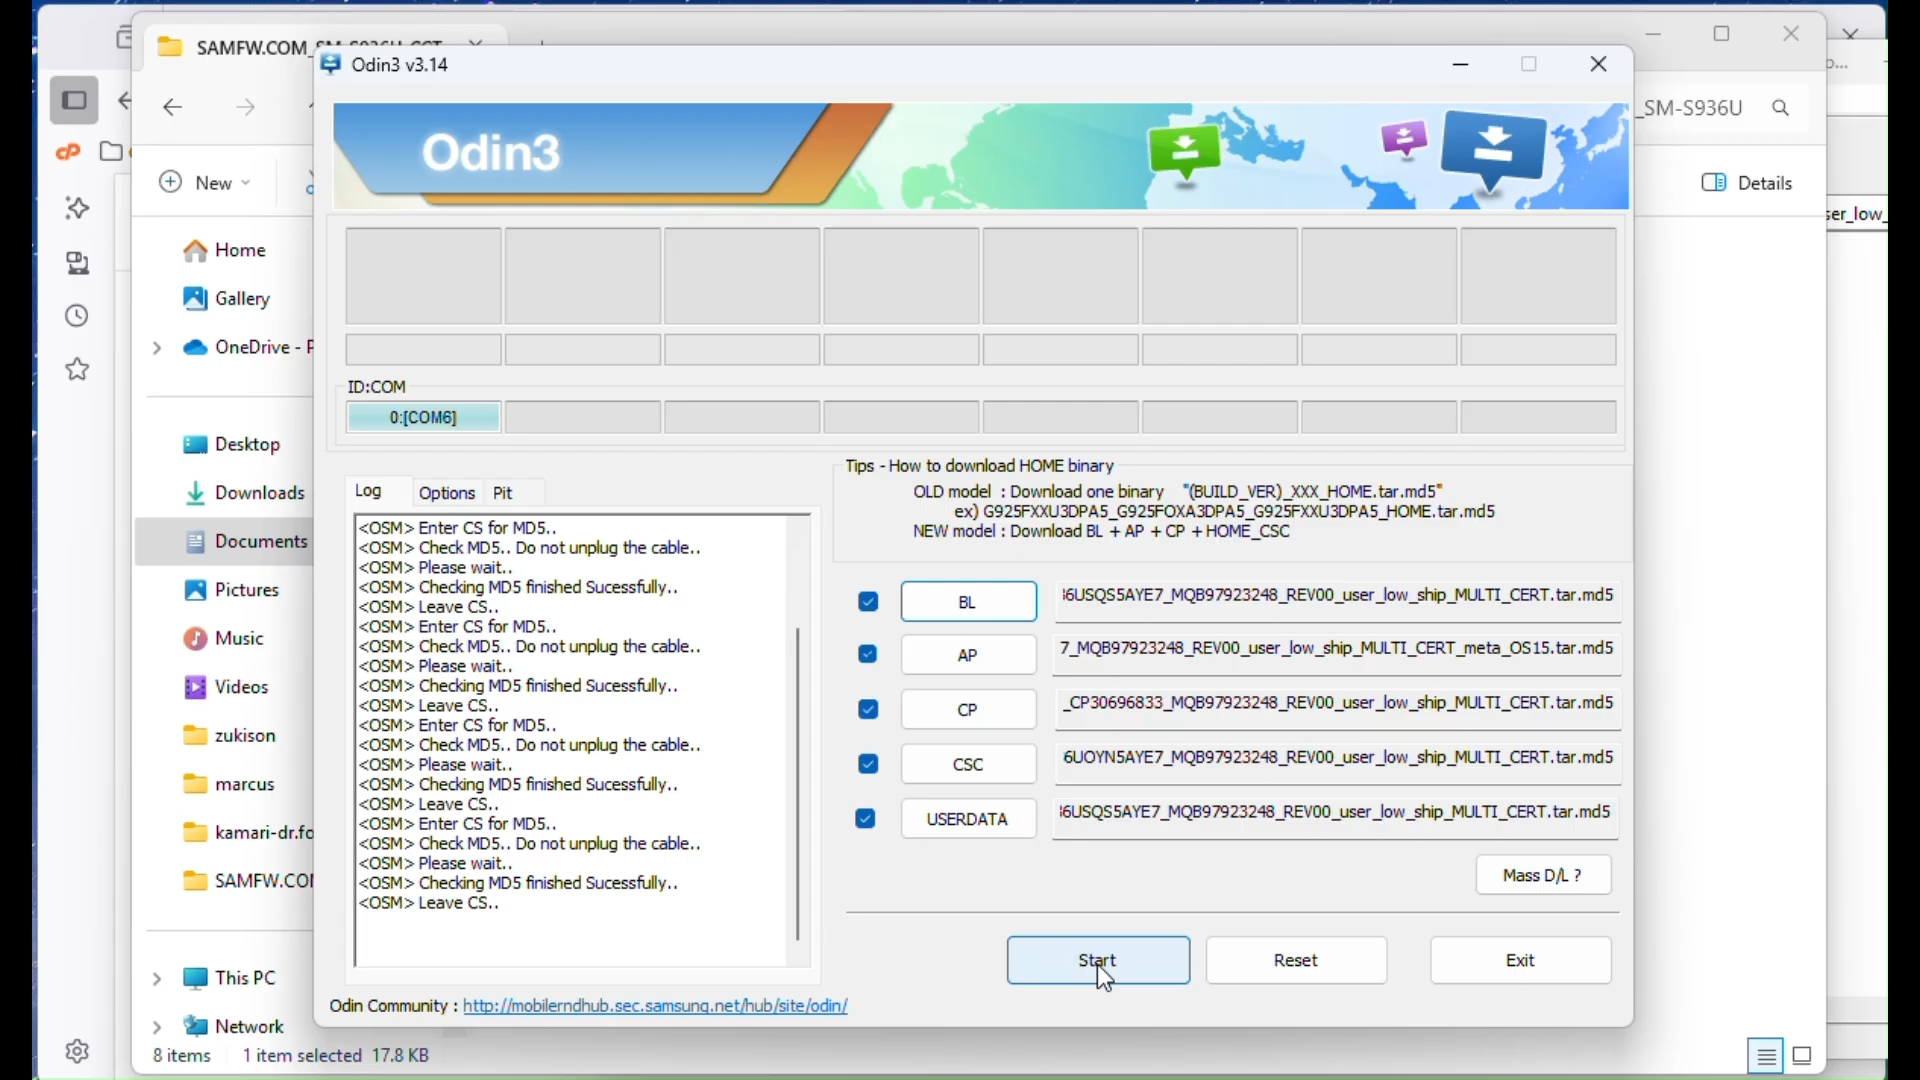 SAMFW.COM_SM-S936U_CCT
Odin3 v3.14
_SM-S936U
Odin3
New
Details
ser_low_
Home
Gallery
OneDrive - P
ID:COM
0:[COM6]
Desktop
Downloads
Documents
Pictures
Music
Videos
zukison
marcus
kamari-dr.fo
SAMFW.COM
This PC
Network
8 items 1 item selected 17.8 KB
Log Options Pit
<OSM> Enter CS for MD5..
<OSM> Check MD5.. Do not unplug the cable..
<OSM> Please wait..
<OSM> Checking MD5 finished Sucessfully..
<OSM> Leave CS..
<OSM> Enter CS for MD5..
<OSM> Check MD5.. Do not unplug the cable..
<OSM> Please wait..
<OSM> Checking MD5 finished Sucessfully..
<OSM> Leave CS..
<OSM> Enter CS for MD5..
<OSM> Check MD5.. Do not unplug the cable..
<OSM> Please wait..
<OSM> Checking MD5 finished Sucessfully..
<OSM> Leave CS..
<OSM> Enter CS for MD5..
<OSM> Check MD5.. Do not unplug the cable..
<OSM> Please wait..
<OSM> Checking MD5 finished Sucessfully..
<OSM> Leave CS..
Tips - How to download HOME binary
OLD model : Download one binary "(BUILD_VER)_XXX_HOME.tar.md5"
ex) G925FXXU3DPA5_G925FOXA3DPA5_G925FXXU3DPA5_HOME.tar.md5
NEW model : Download BL + AP + CP + HOME_CSC
BL 6USQS5AYE7_MQB97923248_REV00_user_low_ship_MULTI_CERT.tar.md5
AP 7_MQB97923248_REV00_user_low_ship_MULTI_CERT_meta_OS15.tar.md5
CP _CP30696833_MQB97923248_REV00_user_low_ship_MULTI_CERT.tar.md5
CSC 6UOYN5AYE7_MQB97923248_REV00_user_low_ship_MULTI_CERT.tar.md5
USERDATA 6USQS5AYE7_MQB97923248_REV00_user_low_ship_MULTI_CERT.tar.md5
Mass D/L ?
Start Reset Exit
Odin Community : http://mobilerndhub.sec.samsung.net/hub/site/odin/